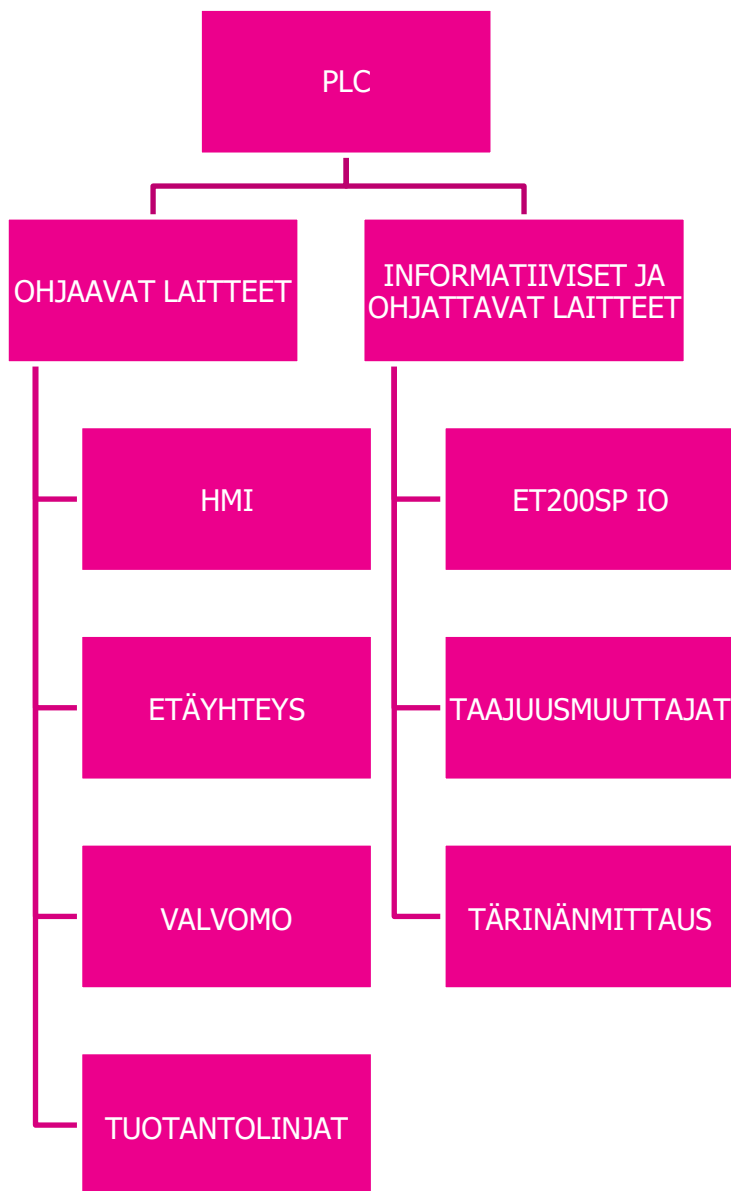 PLC
OHJAAVAT LAITTEET
HMI
ETÄYHTEYS
VALVOMO
TUOTANTOLINJAT
INFORMATIIVISET JA
OHJATTAVAT LAITTEET
ET200SP IO
TAAJUUSMUUTTAJAT
TÄRINÄNMITTAUS